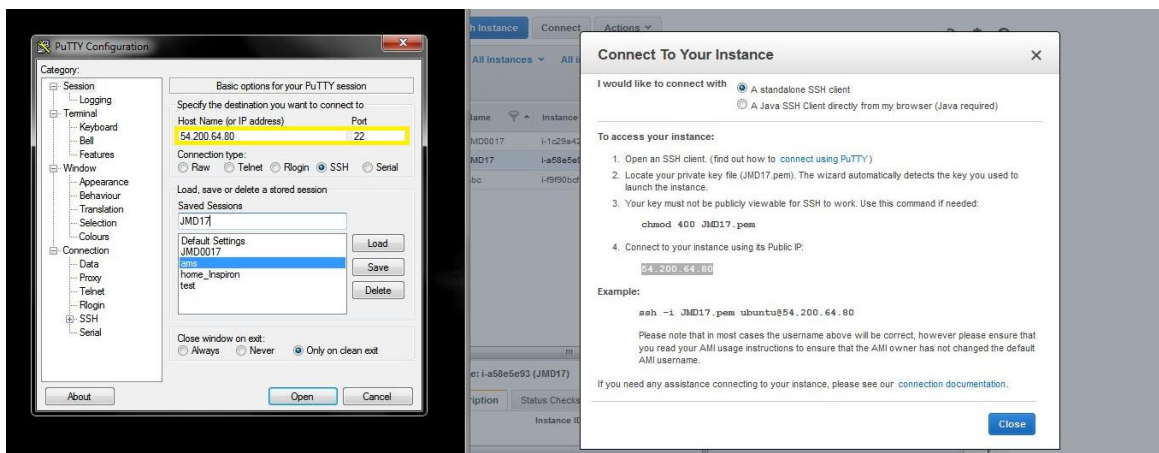 PuTTY Configuration
Category:
Session
Logging
Terminal
Keyboard
Bell
Features
Window
Appearance
Behaviour
Translation
Selection
Colours
Connection
Data
Proxy
Telnet
Rlogin
SSH
Serial
Basic options for your PuTTY session
Specify the destination you want to connect to
Host Name (or IP address) Port
54.200.64.80 22
Connection type:
Raw Telnet Rlogin SSH Serial
Load, save or delete a stored session
Saved Sessions
JMD17
Default Settings
JMD0017
ams
home_Inspiron
test
Load
Save
Delete
Close window on exit:
Always Never Only on clean exit
About Open Cancel
h Instance Connect Actions
All instances All i
Name Instance
MD0017 i-1c29a42
MD17 i-a58e5e9
bc i-f9f90bcf
e: i-a58e5e93 (JMD17)
ription Status Checks
Instance ID
Connect To Your Instance
I would like to connect with A standalone SSH client
A Java SSH Client directly from my browser (Java required)
To access your instance:
1. Open an SSH client. (find out how to connect using PuTTY)
2. Locate your private key file (JMD17.pem). The wizard automatically detects the key you used to
launch the instance.
3. Your key must not be publicly viewable for SSH to work. Use this command if needed:
chmod 400 JMD17.pem
4. Connect to your instance using its Public IP:
54.200.64.80
Example:
ssh -i JMD17.pem ubuntu@54.200.64.80
Please note that in most cases the username above will be correct, however please ensure that
you read your AMI usage instructions to ensure that the AMI owner has not changed the default
AMI username.
If you need any assistance connecting to your instance, please see our connection documentation.
Close